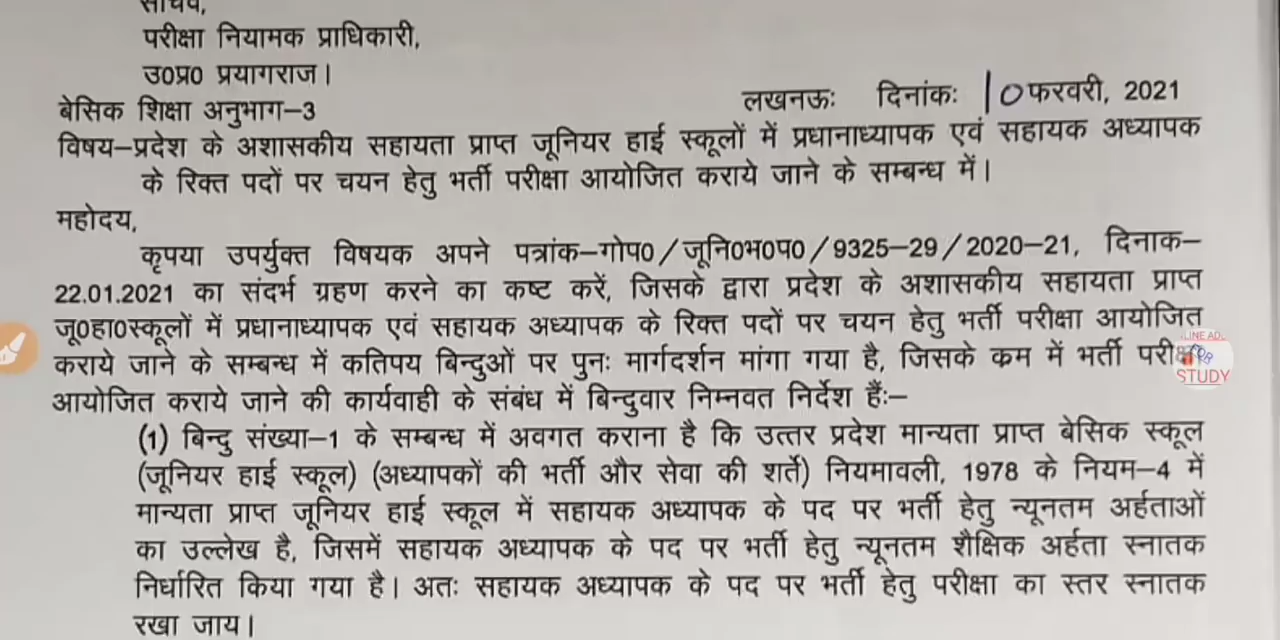 सचिव,
परीक्षा नियामक प्राधिकारी,
उ0प्र0 प्रयागराज।
बेसिक शिक्षा अनुभाग–3
लखनऊः दिनांकः 10 फरवरी, 2021
विषय–प्रदेश के अशासकीय सहायता प्राप्त जूनियर हाई स्कूलों में प्रधानाध्यापक एवं सहायक अध्यापक
के रिक्त पदों पर चयन हेतु भर्ती परीक्षा आयोजित कराये जाने के सम्बन्ध में।
महोदय,
कृपया उपर्युक्त विषयक अपने पत्रांक–गोप0/जूनि0भ0प0/9325–29/2020–21, दिनाक–
22.01.2021 का संदर्भ ग्रहण करने का कष्ट करें, जिसके द्वारा प्रदेश के अशासकीय सहायता प्राप्त
जू0हा0स्कूलों में प्रधानाध्यापक एवं सहायक अध्यापक के रिक्त पदों पर चयन हेतु भर्ती परीक्षा आयोजित
कराये जाने के सम्बन्ध में कतिपय बिन्दुओं पर पुनः मार्गदर्शन मांगा गया है, जिसके क्रम में भर्ती परीक्षा
आयोजित कराये जाने की कार्यवाही के संबंध में बिन्दुवार निम्नवत निर्देश हैंः–
(1) बिन्दु संख्या–1 के सम्बन्ध में अवगत कराना है कि उत्तर प्रदेश मान्यता प्राप्त बेसिक स्कूल
(जूनियर हाई स्कूल) (अध्यापकों की भर्ती और सेवा की शर्ते) नियमावली, 1978 के नियम–4 में
मान्यता प्राप्त जूनियर हाई स्कूल में सहायक अध्यापक के पद पर भर्ती हेतु न्यूनतम अर्हताओं
का उल्लेख है, जिसमें सहायक अध्यापक के पद पर भर्ती हेतु न्यूनतम शैक्षिक अर्हता स्नातक
निर्धारित किया गया है। अतः सहायक अध्यापक के पद पर भर्ती हेतु परीक्षा का स्तर स्नातक
रखा जाय।
STUDY